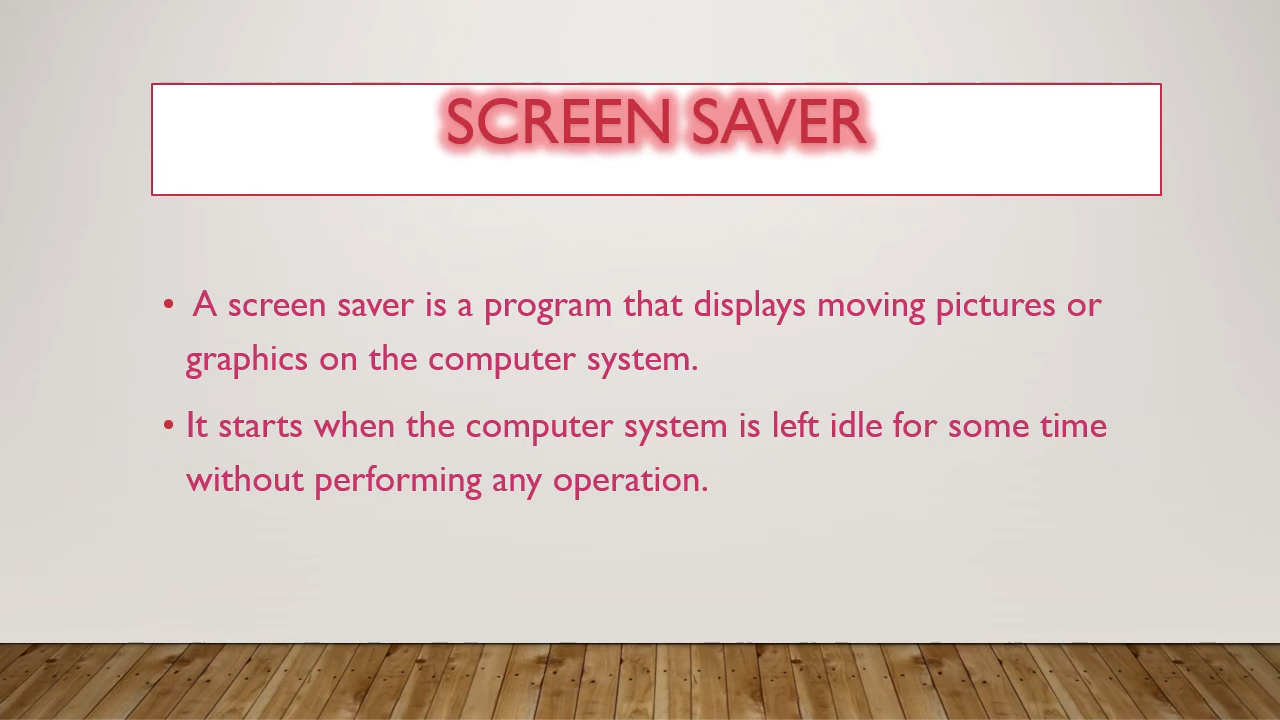 SCREEN SAVER
• A screen saver is a program that displays moving pictures or
graphics on the computer system.
• It starts when the computer system is left idle for some time
without performing any operation.